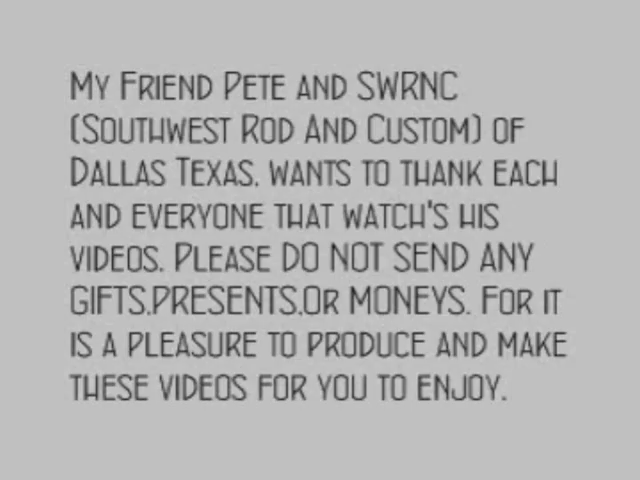 My Friend Pete and SWRNC
(Southwest Rod And Custom) of
Dallas Texas. wants to thank each
and everyone that watch's his
videos. Please DO NOT SEND ANY
GIFTS.PRESENTS.Or MONEYS. For it
is a pleasure to produce and make
these videos for you to enjoy.